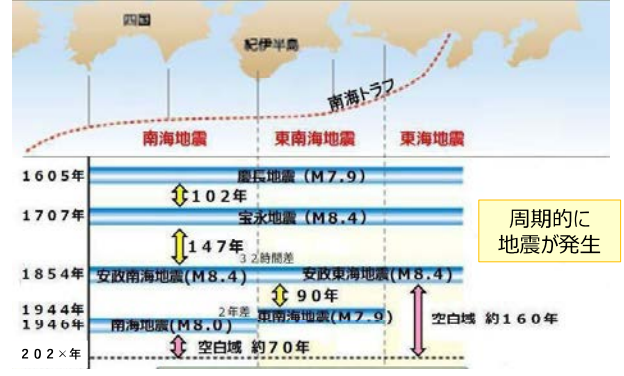 四国
紀伊半島
南海トラフ
南海地震 東南海地震 東海地震
1605年 慶長地震(M7.9)
102年
1707年 宝永地震(M8.4)
周期的に
地震が発生
147年
32時間差
1854年 安政南海地震(M8.4) 安政東海地震(M8.4)
90年
1944年 2年差 東南海地震(M7.9)
空白域 約160年
1946年 南海地震(M8.0)
空白域 約70年
202×年